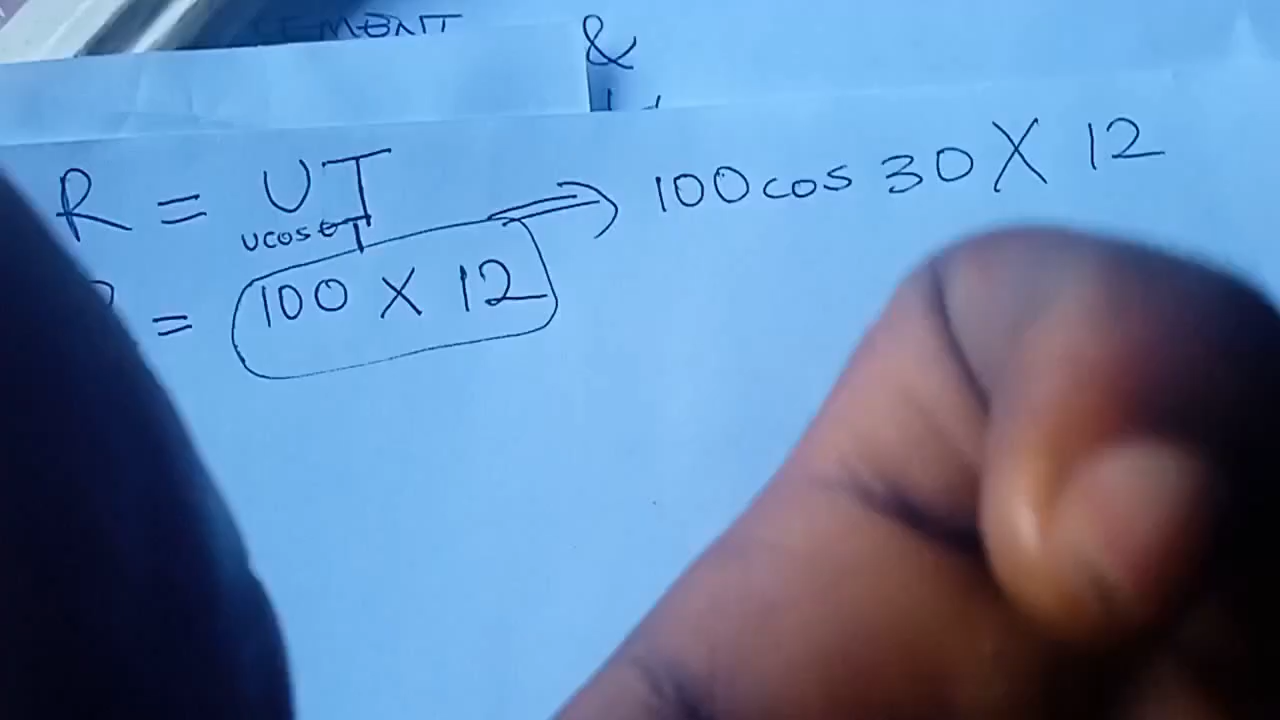 &
R = UT ⇒ 100cos 30 X 12
Ucosθ T
= 100 X 12